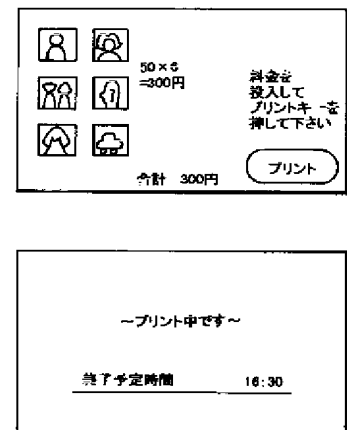 50×6
=300円
料金を
投入して
プリントキーを
押して下さい
プリント
合計 300円
～プリント中です～
終了予定時間 16:30